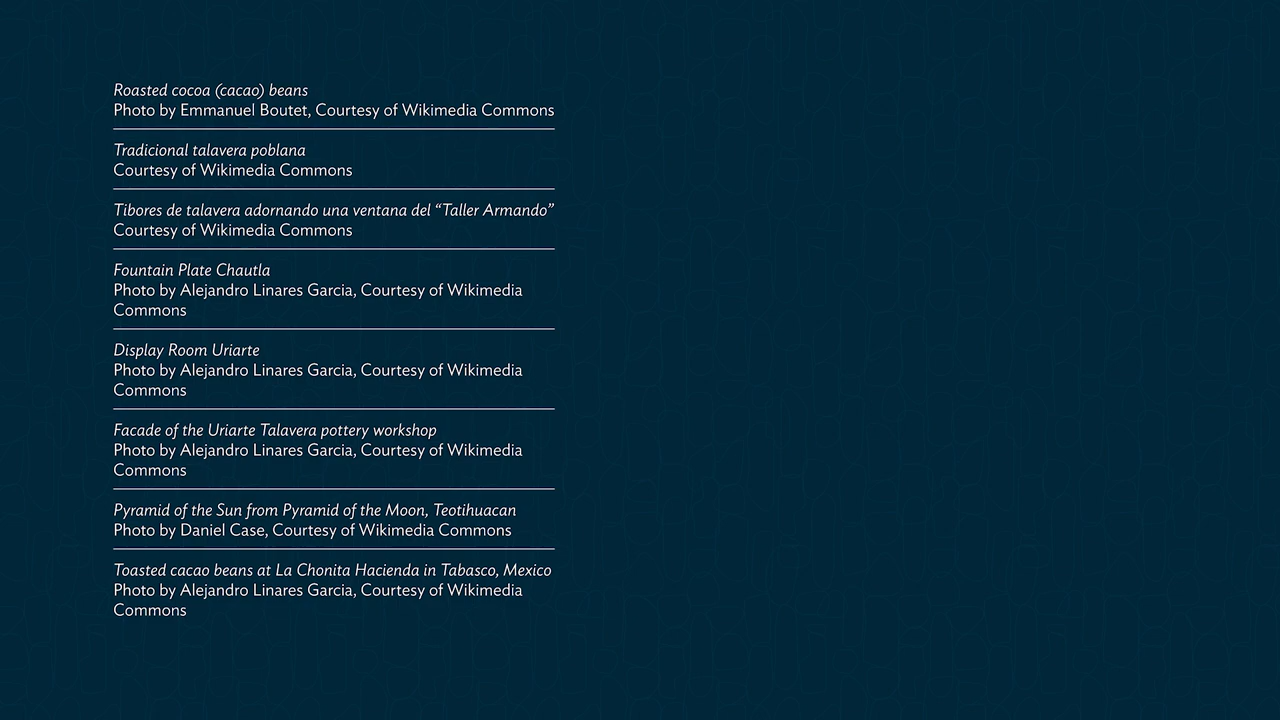 Roasted cocoa (cacao) beans
Photo by Emmanuel Boutet, Courtesy of Wikimedia Commons
Tradicional talavera poblana
Courtesy of Wikimedia Commons
Tibores de talavera adornando una ventana del “Taller Armando”
Courtesy of Wikimedia Commons
Fountain Plate Chautla
Photo by Alejandro Linares Garcia, Courtesy of Wikimedia
Commons
Display Room Uriarte
Photo by Alejandro Linares Garcia, Courtesy of Wikimedia
Commons
Facade of the Uriarte Talavera pottery workshop
Photo by Alejandro Linares Garcia, Courtesy of Wikimedia
Commons
Pyramid of the Sun from Pyramid of the Moon, Teotihuacan
Photo by Daniel Case, Courtesy of Wikimedia Commons
Toasted cacao beans at La Chonita Hacienda in Tabasco, Mexico
Photo by Alejandro Linares Garcia, Courtesy of Wikimedia
Commons